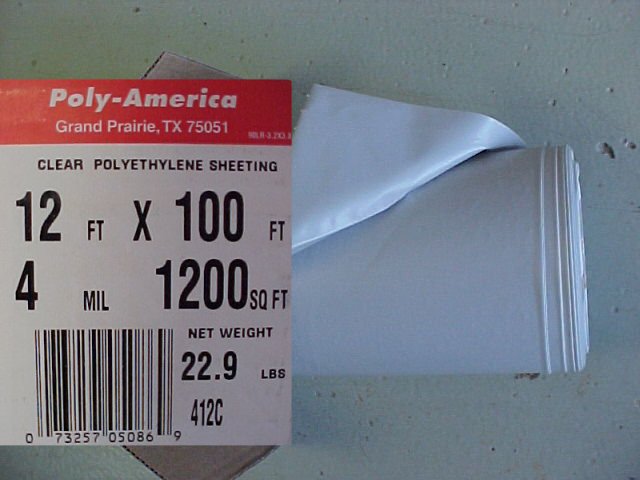 Poly-America
Grand Prairie, TX 75051
CLEAR POLYETHYLENE SHEETING
12 FT X 100 FT
4 MIL 1200 SQ FT
NET WEIGHT
22.9 LBS
412C
0 73257 05086 9